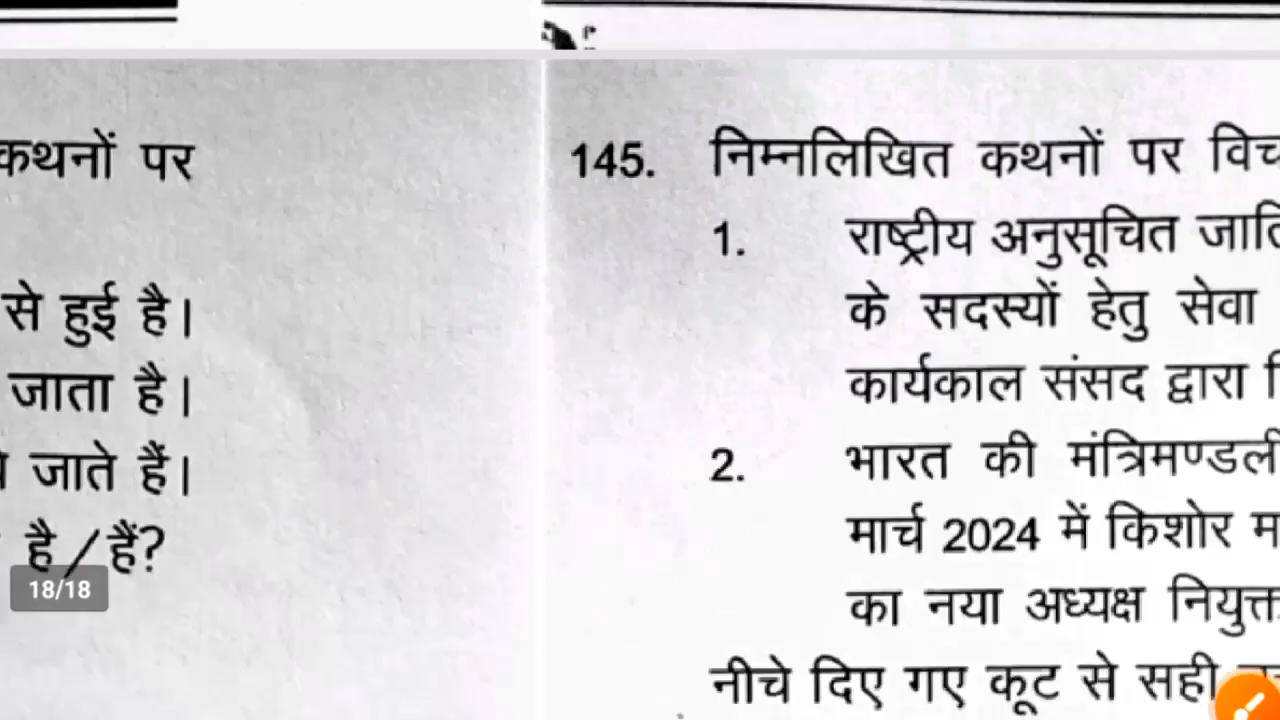 कथनों पर
से हुई है।
जाता है।
जाते हैं।
है/हैं?
18/18
145. निम्नलिखित कथनों पर
1. राष्ट्रीय अनुसूचित
के सदस्यों हेतु सेवा
कार्यकाल संसद द्वारा
2. भारत की
मार्च 2024 में किशोर
का नया अध्यक्ष
नीचे दिए गए कूट से सही